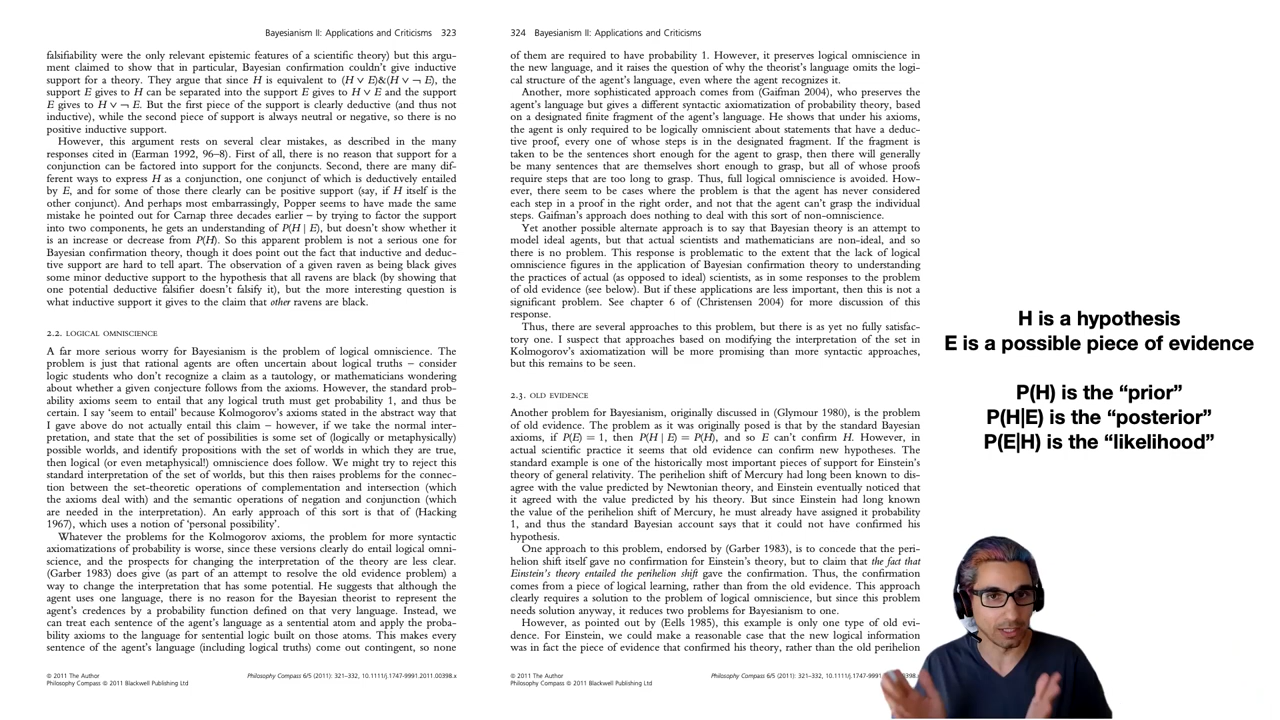 Bayesianism II: Applications and Criticisms 323
falsifiability were the only relevant epistemic features of a scientific theory) but this argu-
ment claimed to show that in particular, Bayesian confirmation couldn't give inductive
support for a theory. They argue that since H is equivalent to (H ∨ E)&(H ∨ ¬ E), the
support E gives to H can be separated into the support E gives to H ∨ E and the support
E gives to H ∨ ¬ E. But the first piece of the support is clearly deductive (and thus not
inductive), while the second piece of support is always neutral or negative, so there is no
positive inductive support.
However, this argument rests on several clear mistakes, as described in the many
responses cited in (Earman 1992, 96–8). First of all, there is no reason that support for a
conjunction can be factored into support for the conjuncts. Second, there are many dif-
ferent ways to express H as a conjunction, one conjunct of which is deductively entailed
by E, and for some of those there clearly can be positive support (say, if H itself is the
other conjunct). And perhaps most embarrassingly, Popper seems to have made the same
mistake he pointed out for Carnap three decades earlier – by trying to factor the support
into two components, he gets an understanding of P(H | E), but doesn't show whether it
is an increase or decrease from P(H). So this apparent problem is not a serious one for
Bayesian confirmation theory, though it does point out the fact that inductive and deduc-
tive support are hard to tell apart. The observation of a given raven as being black gives
some minor deductive support to the hypothesis that all ravens are black (by showing that
one potential deductive falsifier doesn't falsify it), but the more interesting question is
what inductive support it gives to the claim that other ravens are black.
2.2. LOGICAL OMNISCIENCE
A far more serious worry for Bayesianism is the problem of logical omniscience. The
problem is just that rational agents are often uncertain about logical truths – consider
logic students who don't recognize a claim as a tautology, or mathematicians wondering
about whether a given conjecture follows from the axioms. However, the standard prob-
ability axioms seem to entail that any logical truth must get probability 1, and thus be
certain. I say 'seem to entail' because Kolmogorov's axioms stated in the abstract way that
I gave above do not actually entail this claim – however, if we take the normal inter-
pretation, and state that the set of possibilities is some set of (logically or metaphysically)
possible worlds, and identify propositions with the set of worlds in which they are true,
then logical (or even metaphysical!) omniscience does follow. We might try to reject this
standard interpretation of the set of worlds, but this then raises problems for the connec-
tion between the set-theoretic operations of complementation and intersection (which
the axioms deal with) and the semantic operations of negation and conjunction (which
are needed in the interpretation). An early approach of this sort is that of (Hacking
1967), which uses a notion of 'personal possibility'.
Whatever the problems for the Kolmogorov axioms, the problem for more syntactic
axiomatizations of probability is worse, since these versions clearly do entail logical omni-
science, and the prospects for changing the interpretation of the theory are less clear.
(Garber 1983) does give (as part of an attempt to resolve the old evidence problem) a
way to change the interpretation that has some potential. He suggests that although the
agent uses one language, there is no reason for the Bayesian theorist to represent the
agent's credences by a probability function defined on that very language. Instead, we
can treat each sentence of the agent's language as a sentential atom and apply the proba-
bility axioms to the language for sentential logic built on those atoms. This makes every
sentence of the agent's language (including logical truths) come out contingent, so none
© 2011 The Author Philosophy Compass 6/5 (2011): 321–332, 10.1111/j.1747-9991.2011.00398.x
Philosophy Compass © 2011 Blackwell Publishing Ltd
324 Bayesianism II: Applications and Criticisms
of them are required to have probability 1. However, it preserves logical omniscience in
the new language, and it raises the question of why the theorist's language omits the logi-
cal structure of the agent's language, even where the agent recognizes it.
Another, more sophisticated approach comes from (Gaifman 2004), who preserves the
agent's language but gives a different syntactic axiomatization of probability theory, based
on a designated finite fragment of the agent's language. He shows that under his axioms,
the agent is only required to be logically omniscient about statements that have a deduc-
tive proof, every one of whose steps is in the designated fragment. If the fragment is
taken to be the sentences short enough for the agent to grasp, then there will generally
be many sentences that are themselves short enough to grasp, but all of whose proofs
require steps that are too long to grasp. Thus, full logical omniscience is avoided. How-
ever, there seem to be cases where the problem is that the agent has never considered
each step in a proof in the right order, and not that the agent can't grasp the individual
steps. Gaifman's approach does nothing to deal with this sort of non-omniscience.
Yet another possible alternate approach is to say that Bayesian theory is an attempt to
model ideal agents, but that actual scientists and mathematicians are non-ideal, and so
there is no problem. This response is problematic to the extent that the lack of logical
omniscience figures in the application of Bayesian confirmation theory to understanding
the practices of actual (as opposed to ideal) scientists, as in some responses to the problem
of old evidence (see below). But if these applications are less important, then this is not a
significant problem. See chapter 6 of (Christensen 2004) for more discussion of this
response.
Thus, there are several approaches to this problem, but there is as yet no fully satisfac-
tory one. I suspect that approaches based on modifying the interpretation of the set in
Kolmogorov's axiomatization will be more promising than more syntactic approaches,
but this remains to be seen.
2.3. OLD EVIDENCE
Another problem for Bayesianism, originally discussed in (Glymour 1980), is the problem
of old evidence. The problem as it was originally posed is that by the standard Bayesian
axioms, if P(E) = 1, then P(H | E) = P(H), and so E can't confirm H. However, in
actual scientific practice it seems that old evidence can confirm new hypotheses. The
standard example is one of the historically most important pieces of support for Einstein's
theory of general relativity. The perihelion shift of Mercury had long been known to dis-
agree with the value predicted by Newtonian theory, and Einstein eventually noticed that
it agreed with the value predicted by his theory. But since Einstein had long known
the value of the perihelion shift of Mercury, he must already have assigned it probability
1, and thus the standard Bayesian account says that it could not have confirmed his
hypothesis.
One approach to this problem, endorsed by (Garber 1983), is to concede that the peri-
helion shift itself gave no confirmation for Einstein's theory, but to claim that the fact that
Einstein's theory entailed the perihelion shift gave the confirmation. Thus, the confirmation
comes from a piece of logical learning, rather than from the old evidence. This approach
clearly requires a solution to the problem of logical omniscience, but since this problem
needs solution anyway, it reduces two problems for Bayesianism to one.
However, as pointed out by (Eells 1985), this example is only one type of old evi-
dence. For Einstein, we could make a reasonable case that the new logical information
was in fact the piece of evidence that confirmed his theory, rather than the old perihelion
© 2011 The Author Philosophy Compass 6/5 (2011): 321–332, 10.1111/j.1747-9991
Philosophy Compass © 2011 Blackwell Publishing Ltd
H is a hypothesis
E is a possible piece of evidence
P(H) is the “prior”
P(H|E) is the “posterior”
P(E|H) is the “likelihood”